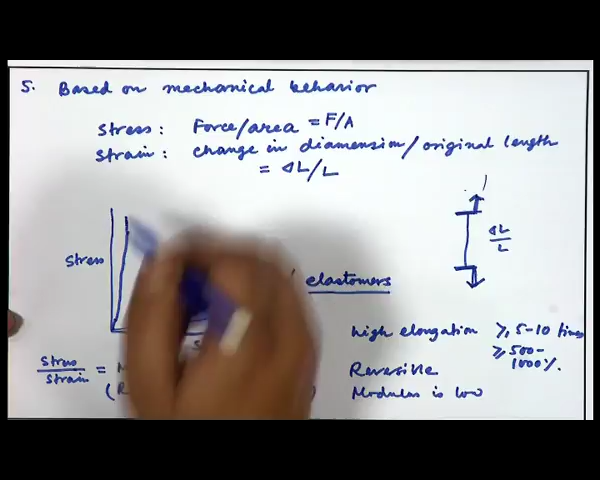 5. Based on mechanical behavior
Stress: Force/area = F/A
Strain: change in diamension/original length
= ΔL/L
Stress
elastomers
ΔL/L
high elongation ≥ 5-10 times
≥ 500-
1000%.
Stress/Strain =
Reversible
Modulus is low